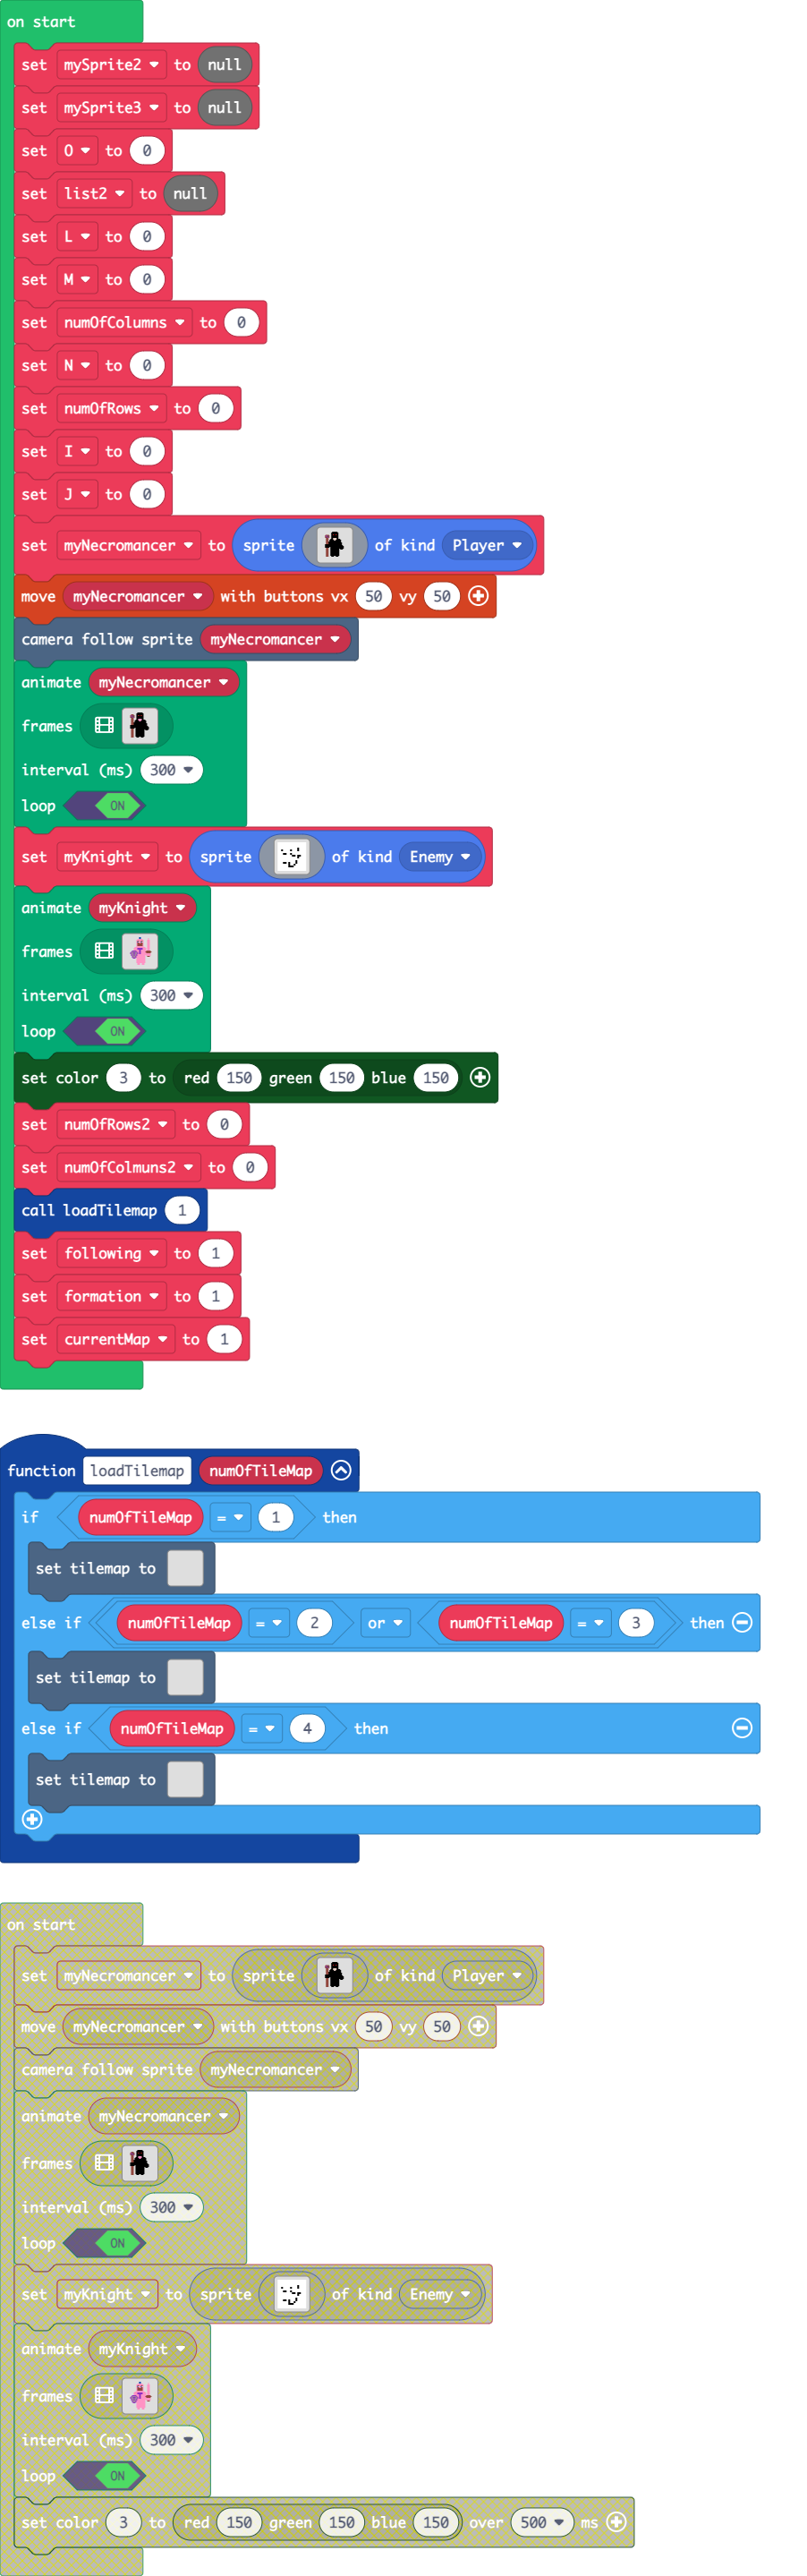 on start
set mySprite2 to null
set mySprite3 to null
set O to 0
set list2 to null
set L to 0
set M to 0
set numOfColumns to 0
set N to 0
set numOfRows to 0
set I to 0
set J to 0
set myNecromancer to sprite of kind Player
move myNecromancer with buttons vx 50 vy 50
camera follow sprite myNecromancer
animate myNecromancer
frames
interval (ms) 300
loop ON
set myKnight to sprite of kind Enemy
animate myKnight
frames
interval (ms) 300
loop ON
set color 3 to red 150 green 150 blue 150
set numOfRows2 to 0
set numOfColmuns2 to 0
call loadTilemap 1
set following to 1
set formation to 1
set currentMap to 1
function loadTilemap numOfTileMap
if numOfTileMap = 1 then
set tilemap to
else if numOfTileMap = 2 or numOfTileMap = 3 then
set tilemap to
else if numOfTileMap = 4 then
set tilemap to
on start
set myNecromancer to sprite of kind Player
move myNecromancer with buttons vx 50 vy 50
camera follow sprite myNecromancer
animate myNecromancer
frames
interval (ms) 300
loop ON
set myKnight to sprite of kind Enemy
animate myKnight
frames
interval (ms) 300
loop ON
set color 3 to red 150 green 150 blue 150 over 500 ms